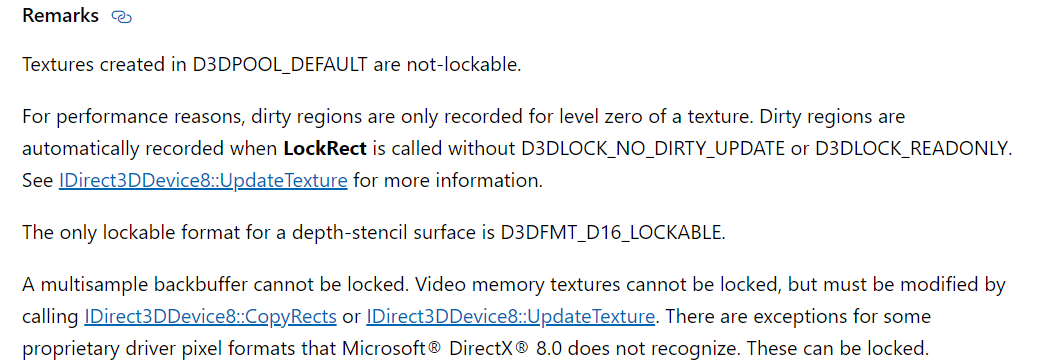 Remarks
Textures created in D3DPOOL_DEFAULT are not-lockable.
For performance reasons, dirty regions are only recorded for level zero of a texture. Dirty regions are
automatically recorded when LockRect is called without D3DLOCK_NO_DIRTY_UPDATE or D3DLOCK_READONLY.
See IDirect3DDevice8::UpdateTexture for more information.
The only lockable format for a depth-stencil surface is D3DFMT_D16_LOCKABLE.
A multisample backbuffer cannot be locked. Video memory textures cannot be locked, but must be modified by
calling IDirect3DDevice8::CopyRects or IDirect3DDevice8::UpdateTexture. There are exceptions for some
proprietary driver pixel formats that Microsoft® DirectX® 8.0 does not recognize. These can be locked.